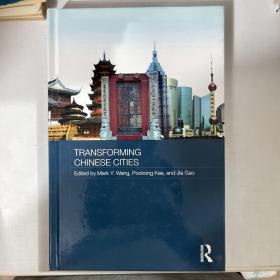 TRANSFORMING
CHINESE CITIES
Edited by Mark Y. Wang, Pookong Kee, and Jia Gao
R